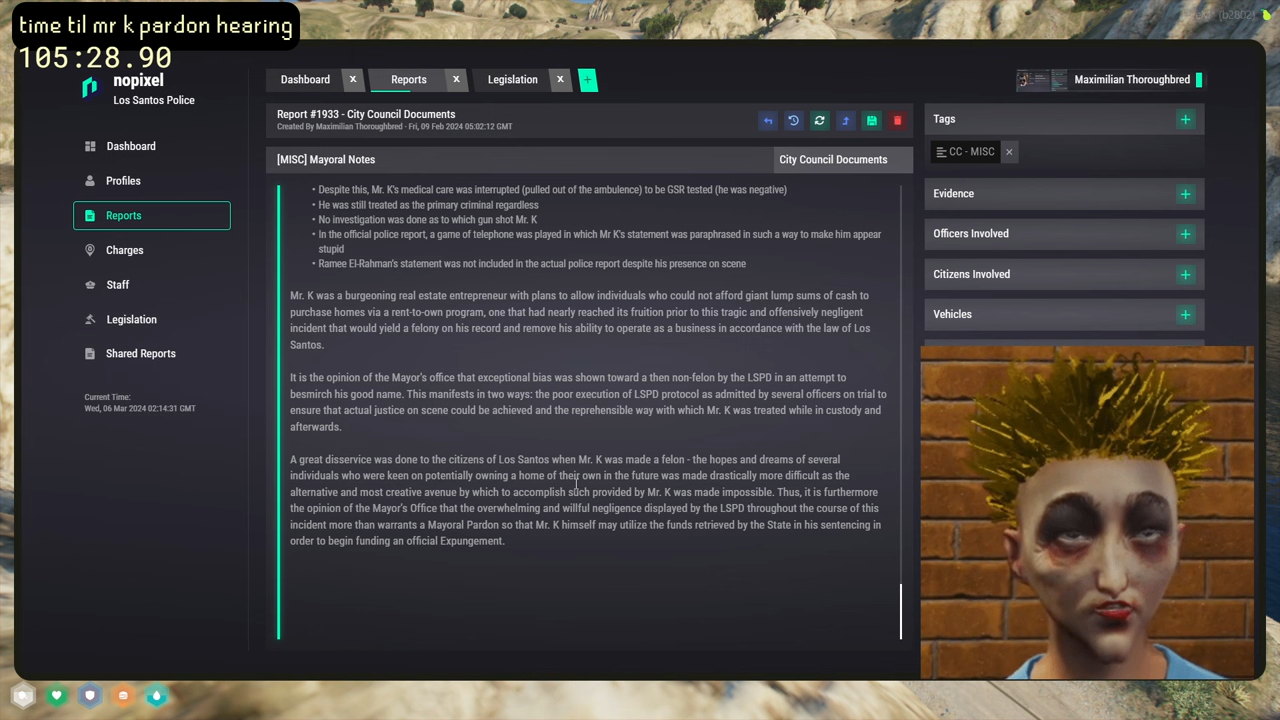 time til mr k pardon hearing
105:28.90
(b2802)
nopixel
Los Santos Police
Dashboard
Profiles
Reports
Charges
Staff
Legislation
Shared Reports
Current Time:
Wed, 06 Mar 2024 02:14:31 GMT
Dashboard x
Reports x
Legislation x
+
Maximilian Thoroughbred
Report #1933 - City Council Documents
Created By Maximilian Thoroughbred · Fri, 09 Feb 2024 05:02:12 GMT
[MISC] Mayoral Notes
City Council Documents
• Despite this, Mr. K's medical care was interrupted (pulled out of the ambulence) to be GSR tested (he was negative)
• He was still treated as the primary criminal regardless
• No investigation was done as to which gun shot Mr. K
• In the official police report, a game of telephone was played in which Mr K's statement was paraphrased in such a way to make him appear
stupid
• Ramee El-Rahman's statement was not included in the actual police report despite his presence on scene
Mr. K was a burgeoning real estate entrepreneur with plans to allow individuals who could not afford giant lump sums of cash to
purchase homes via a rent-to-own program, one that had nearly reached its fruition prior to this tragic and offensively negligent
incident that would yield a felony on his record and remove his ability to operate as a business in accordance with the law of Los
Santos.
It is the opinion of the Mayor's office that exceptional bias was shown toward a then non-felon by the LSPD in an attempt to
besmirch his good name. This manifests in two ways: the poor execution of LSPD protocol as admitted by several officers on trial to
ensure that actual justice on scene could be achieved and the reprehensible way with which Mr. K was treated while in custody and
afterwards.
A great disservice was done to the citizens of Los Santos when Mr. K was made a felon - the hopes and dreams of several
individuals who were keen on potentially owning a home of their own in the future was made drastically more difficult as the
alternative and most creative avenue by which to accomplish such provided by Mr. K was made impossible. Thus, it is furthermore
the opinion of the Mayor's Office that the overwhelming and willful negligence displayed by the LSPD throughout the course of this
incident more than warrants a Mayoral Pardon so that Mr. K himself may utilize the funds retrieved by the State in his sentencing in
order to begin funding an official Expungement.
Tags
+
CC - MISC x
Evidence
+
Officers Involved
+
Citizens Involved
+
Vehicles
+